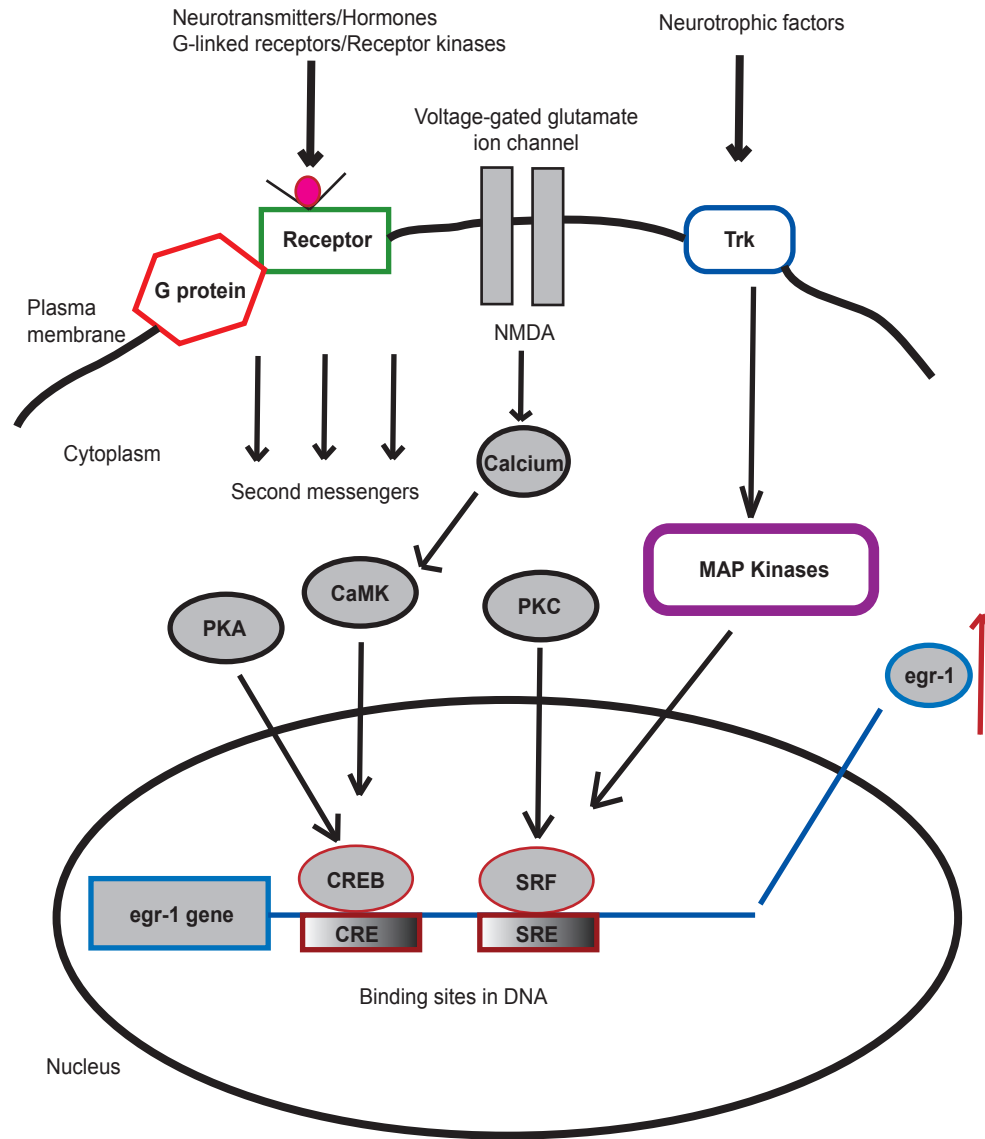 Neurotransmitters/Hormones
G-linked receptors/Receptor kinases
Neurotrophic factors
Voltage-gated glutamate
ion channel
Receptor
Trk
G protein
Plasma
membrane
NMDA
Cytoplasm
Calcium
Second messengers
MAP Kinases
CaMK
PKC
PKA
egr-1
CREB
SRF
egr-1 gene
CRE
SRE
Binding sites in DNA
Nucleus